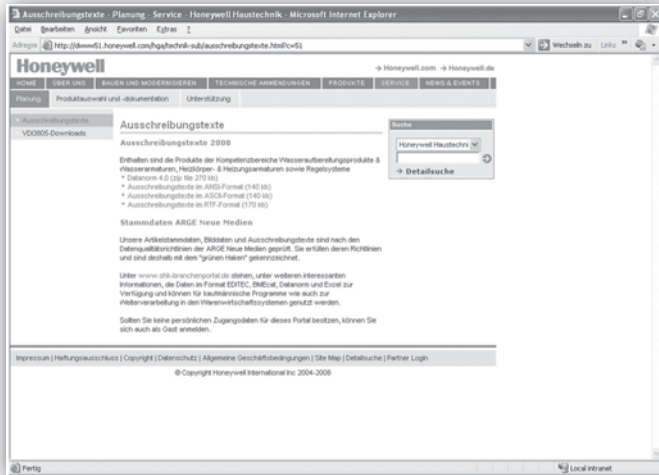 Ausschreibungstexte - Planung - Service - Honeywell Haustechnik - Microsoft Internet Explorer
Datei Bearbeiten Ansicht Favoriten Extras ?
Adresse http://dwww51.honeywell.com/hga/technik-sub/ausschreibungstexte.html?c=51 Wechseln zu Links »
Honeywell
→ Honeywell.com → Honeywell.de
HOME ÜBER UNS BAUEN UND MODERNISIEREN TECHNISCHE ANWENDUNGEN PRODUKTE SERVICE NEWS & EVENTS
Planung Produktauswahl und -dokumentation Unterstützung
Ausschreibungstexte
VDI3805-Downloads
Ausschreibungstexte
Ausschreibungstexte 2008
Enthalten sind die Produkte der Kompetenzbereiche Wasseraufbereitungsprodukte &
Wasserarmaturen, Heizkörper- & Heizungsarmaturen sowie Regelsysteme
* Datanorm 4.0 (zip file 270 kb)
* Ausschreibungstexte im ANSI-Format (140 kb)
* Ausschreibungstexte im ASCII-Format (140 kb)
* Ausschreibungstexte im RTF-Format (170 kb)
Stammdaten ARGE Neue Medien
Unsere Artikelstammdaten, Bilddaten und Ausschreibungstexte sind nach den
Datenqualitätsrichtlinien der ARGE Neue Medien geprüft. Sie erfüllen deren Richtlinien
und sind deshalb mit dem "grünen Haken" gekennzeichnet.
Unter www.shk-branchenportal.de stehen, unter weiteren interessanten
Informationen, die Daten im Format EDITEC, BMEcat, Datanorm und Excel zur
Verfügung und können für kaufmännische Programme wie auch zur
Weiterverarbeitung in den Warenwirtschaftssystemen genutzt werden.
Sollten Sie keine persönlichen Zugangsdaten für dieses Portal besitzen, können Sie
sich auch als Gast anmelden.
Suche
Honeywell Haustechni
→ Detailsuche
Impressum | Haftungsausschluss | Copyright | Datenschutz | Allgemeine Geschäftsbedingungen | Site Map | Detailsuche | Partner Login
© Copyright Honeywell International Inc 2004-2008
Fertig
Local intranet